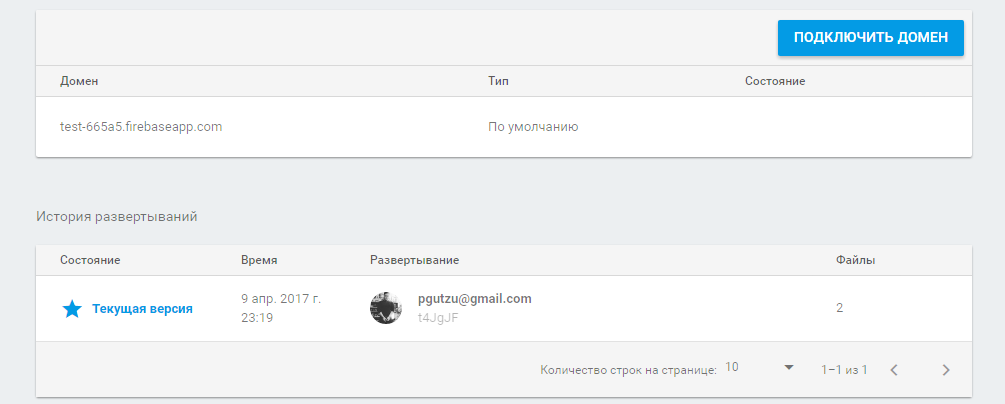 ПОДКЛЮЧИТЬ ДОМЕН
Домен Тип Состояние
test-665a5.firebaseapp.com По умолчанию
История развертываний
Состояние Время Развертывание Файлы
Текущая версия 9 апр. 2017 г. 23:19 pgutzu@gmail.com t4JgJF 2
Количество строк на странице: 10 1–1 из 1